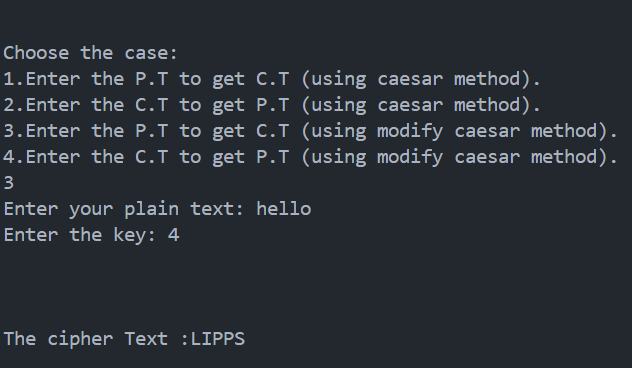 Choose the case:
1.Enter the P.T to get C.T (using caesar method).
2.Enter the C.T to get P.T (using caesar method).
3.Enter the P.T to get C.T (using modify caesar method).
4.Enter the C.T to get P.T (using modify caesar method).
3
Enter your plain text: hello
Enter the key: 4
The cipher Text :LIPPS